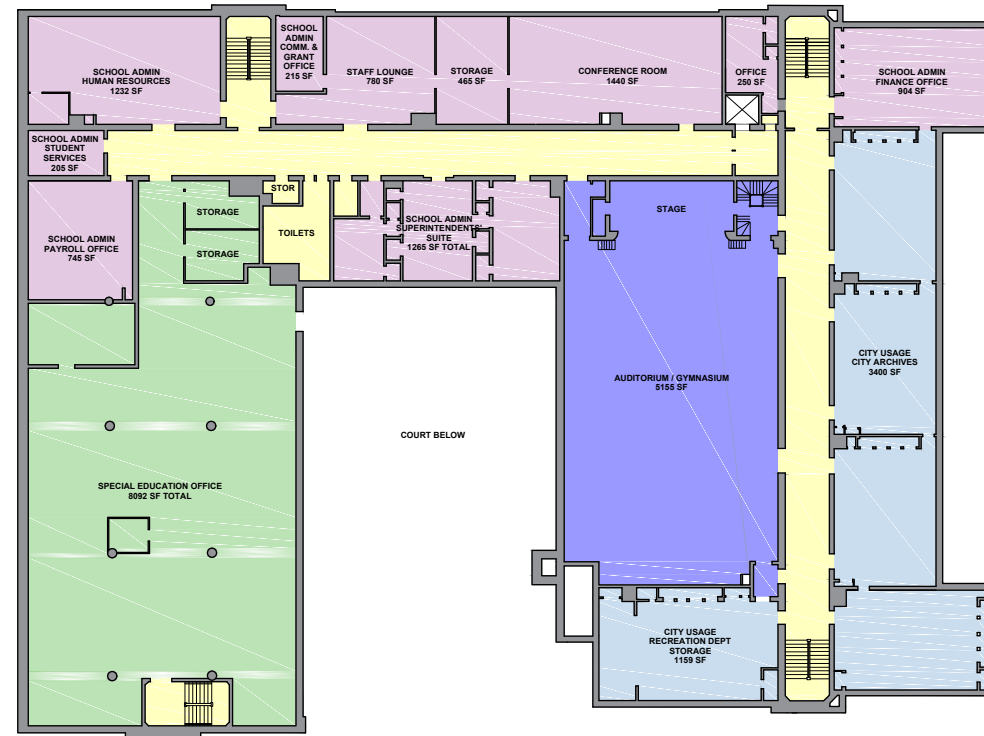 SCHOOL ADMIN
HUMAN RESOURCES
1232 SF
SCHOOL
ADMIN
COMM. &
GRANT
OFFICE
215 SF
STAFF LOUNGE
780 SF
STORAGE
465 SF
CONFERENCE ROOM
1440 SF
OFFICE
250 SF
SCHOOL ADMIN
FINANCE OFFICE
904 SF
SCHOOL ADMIN
STUDENT
SERVICES
205 SF
SCHOOL ADMIN
PAYROLL OFFICE
745 SF
STORAGE
STORAGE
STOR
TOILETS
SCHOOL ADMIN
SUPERINTENDENTS'
SUITE
1265 SF TOTAL
STAGE
AUDITORIUM / GYMNASIUM
5155 SF
CITY USAGE
CITY ARCHIVES
3400 SF
COURT BELOW
SPECIAL EDUCATION OFFICE
8092 SF TOTAL
CITY USAGE
RECREATION DEPT
STORAGE
1159 SF